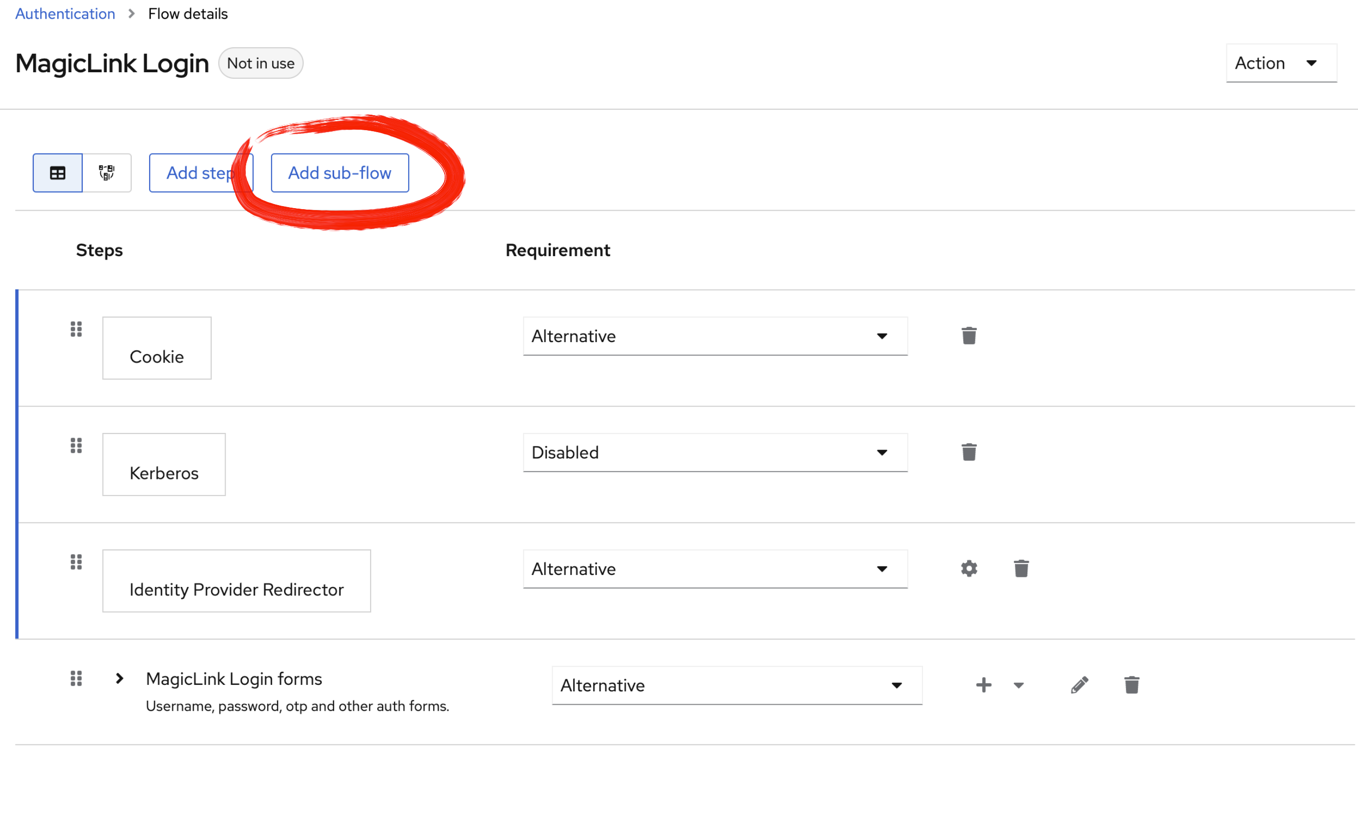 Authentication > Flow details
MagicLink Login Not in use
Action
Add step Add sub-flow
Steps Requirement
Cookie Alternative
Kerberos Disabled
Identity Provider Redirector Alternative
MagicLink Login forms Alternative
Username, password, otp and other auth forms.